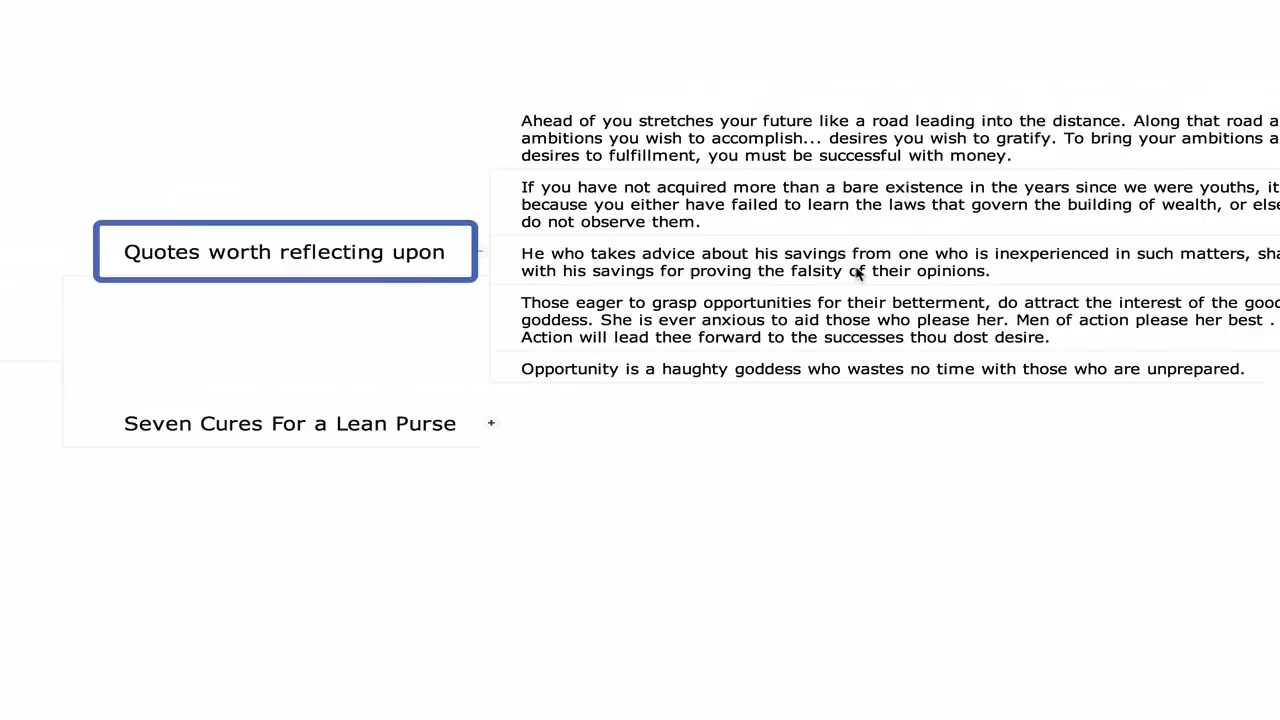 Ahead of you stretches your future like a road leading into the distance. Along that road a
ambitions you wish to accomplish... desires you wish to gratify. To bring your ambitions a
desires to fulfillment, you must be successful with money.
If you have not acquired more than a bare existence in the years since we were youths, it
because you either have failed to learn the laws that govern the building of wealth, or else
do not observe them.
Quotes worth reflecting upon
He who takes advice about his savings from one who is inexperienced in such matters, sha
with his savings for proving the falsity of their opinions.
Those eager to grasp opportunities for their betterment, do attract the interest of the good
goddess. She is ever anxious to aid those who please her. Men of action please her best .
Action will lead thee forward to the successes thou dost desire.
Opportunity is a haughty goddess who wastes no time with those who are unprepared.
Seven Cures For a Lean Purse +